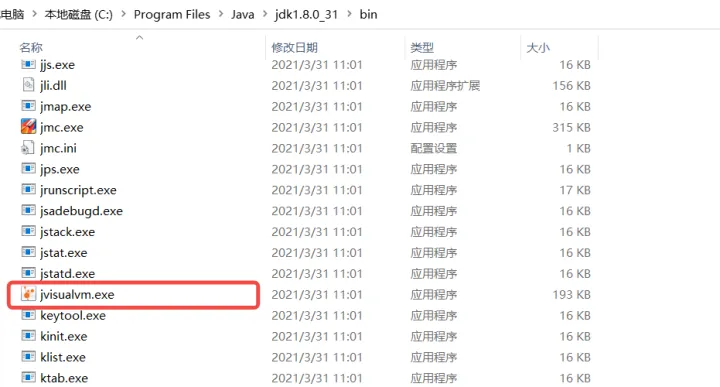 电脑 › 本地磁盘 (C:) › Program Files › Java › jdk1.8.0_31 › bin
名称 修改日期 类型 大小
jjs.exe 2021/3/31 11:01 应用程序 16 KB
jli.dll 2021/3/31 11:01 应用程序扩展 156 KB
jmap.exe 2021/3/31 11:01 应用程序 16 KB
jmc.exe 2021/3/31 11:01 应用程序 315 KB
jmc.ini 2021/3/31 11:01 配置设置 1 KB
jps.exe 2021/3/31 11:01 应用程序 16 KB
jrunscript.exe 2021/3/31 11:01 应用程序 17 KB
jsadebugd.exe 2021/3/31 11:01 应用程序 16 KB
jstack.exe 2021/3/31 11:01 应用程序 16 KB
jstat.exe 2021/3/31 11:01 应用程序 16 KB
jstatd.exe 2021/3/31 11:01 应用程序 16 KB
jvisualvm.exe 2021/3/31 11:01 应用程序 193 KB
keytool.exe 2021/3/31 11:01 应用程序 16 KB
kinit.exe 2021/3/31 11:01 应用程序 16 KB
klist.exe 2021/3/31 11:01 应用程序 16 KB
ktab.exe 2021/3/31 11:01 应用程序 16 KB